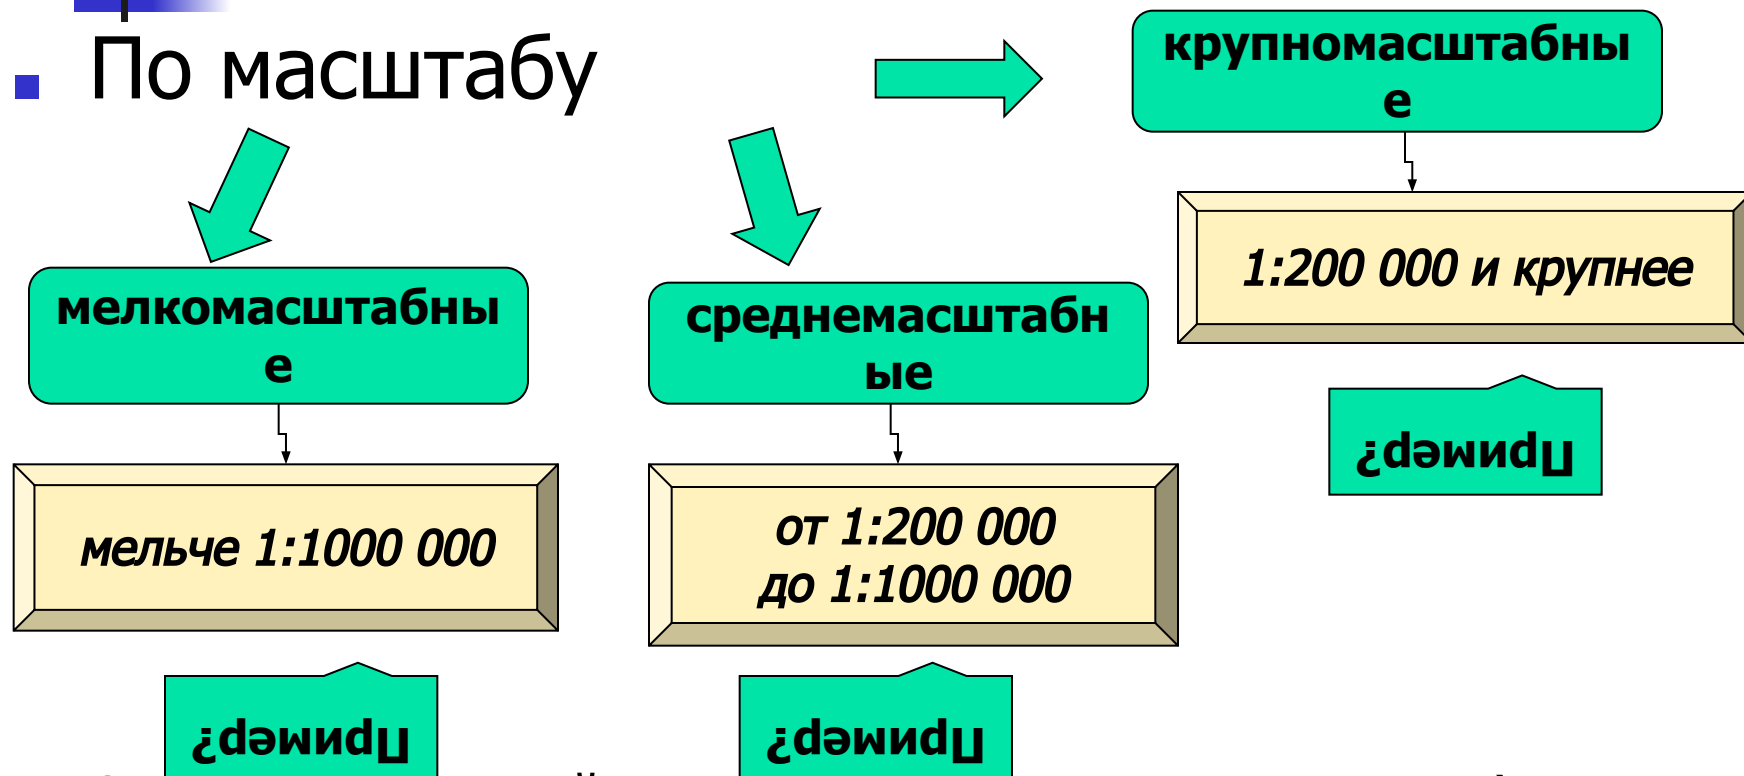 По масштабу
крупномасштабны
е
1:200 000 и крупнее
Пример?
мелкомасштабны
е
мельче 1:1000 000
Пример?
среднемасштабн
ые
от 1:200 000
до 1:1000 000
Пример?